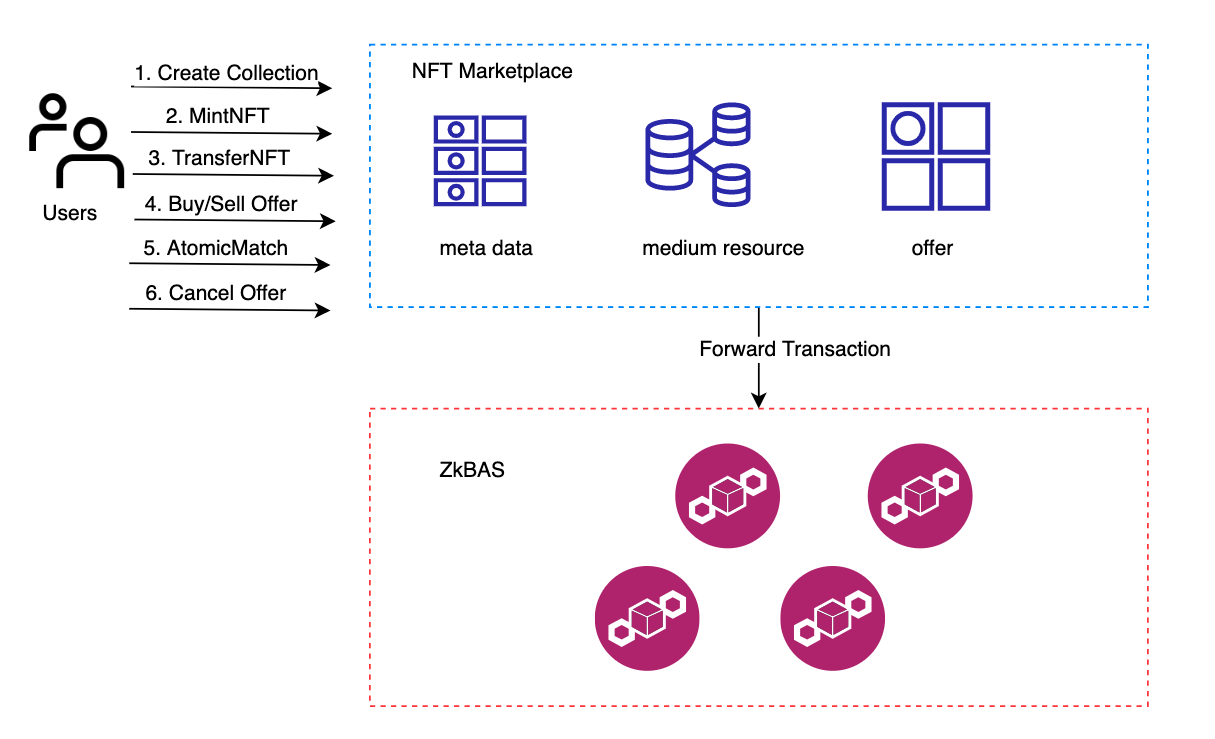 1. Create Collection
2. MintNFT
3. TransferNFT
4. Buy/Sell Offer
5. AtomicMatch
6. Cancel Offer
Users
NFT Marketplace
meta data
medium resource
offer
Forward Transaction
ZkBAS